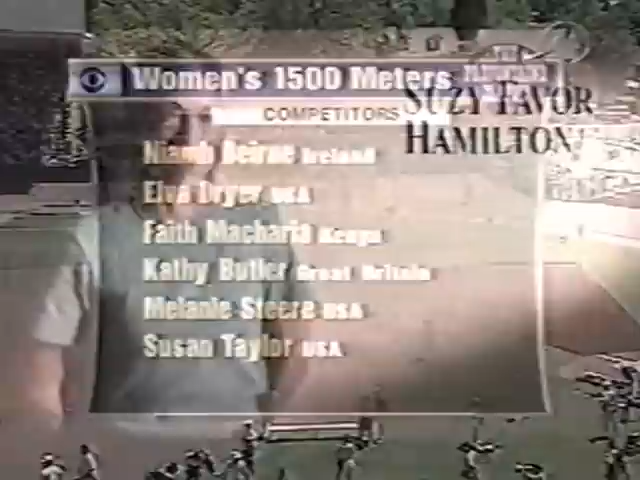 Women's 1500 Meters
SUZY FAVOR
HAMILTON
COMPETITORS
Niamh Beirne Ireland
Elva Dryer USA
Faith Macharia Kenya
Kathy Butler Great Britain
Melanie Steere USA
Susan Taylor USA